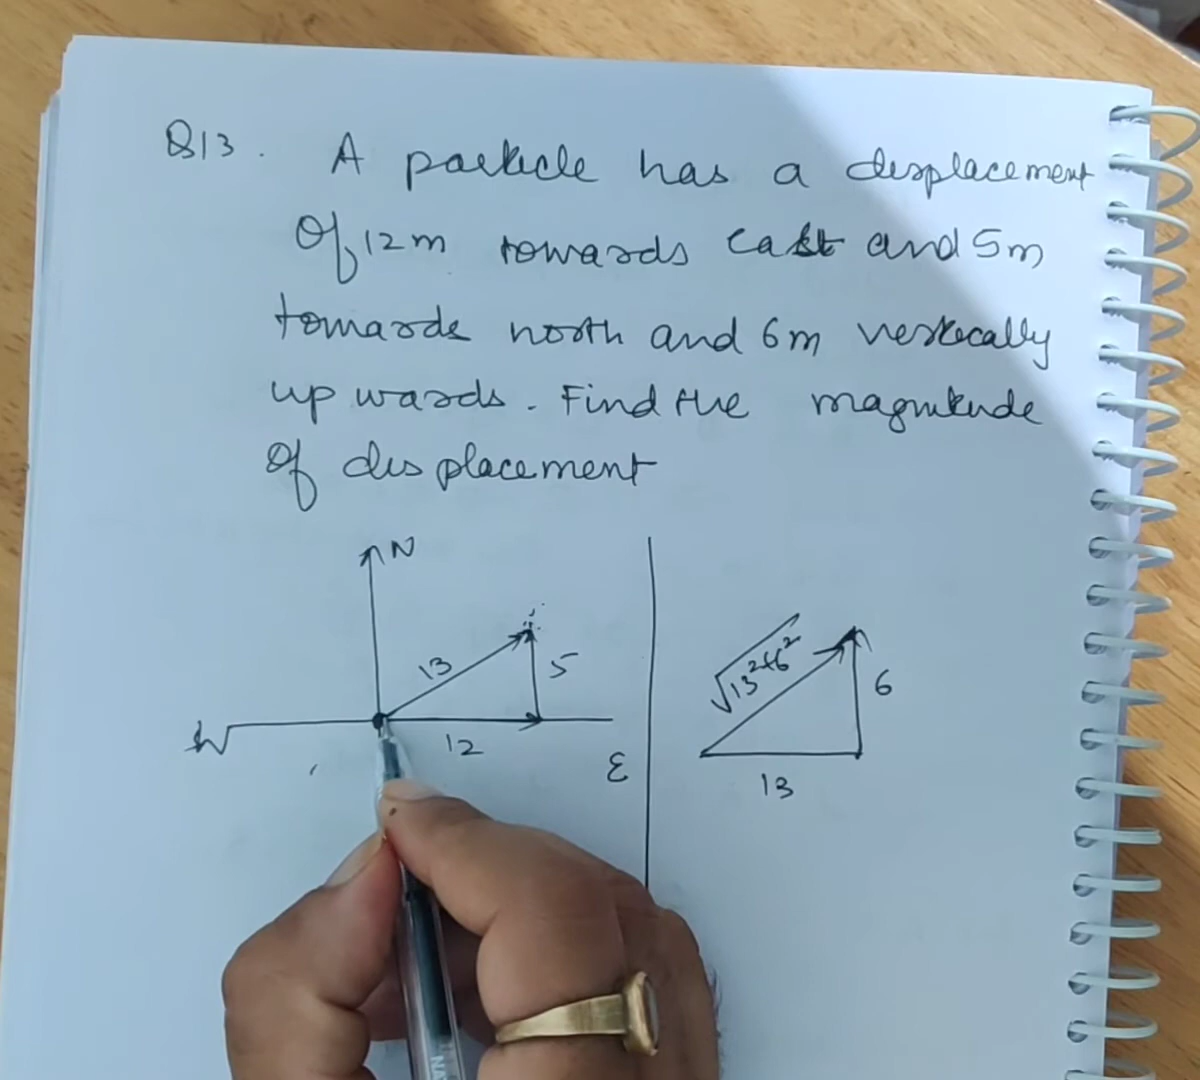 Q13. A particle has a displacement
Of 12m towards east and 5m
towards north and 6m vertically
upwards. Find the magnitude
of displacement
N
13
5
12
W
E
√13²+6²
6
13
NA